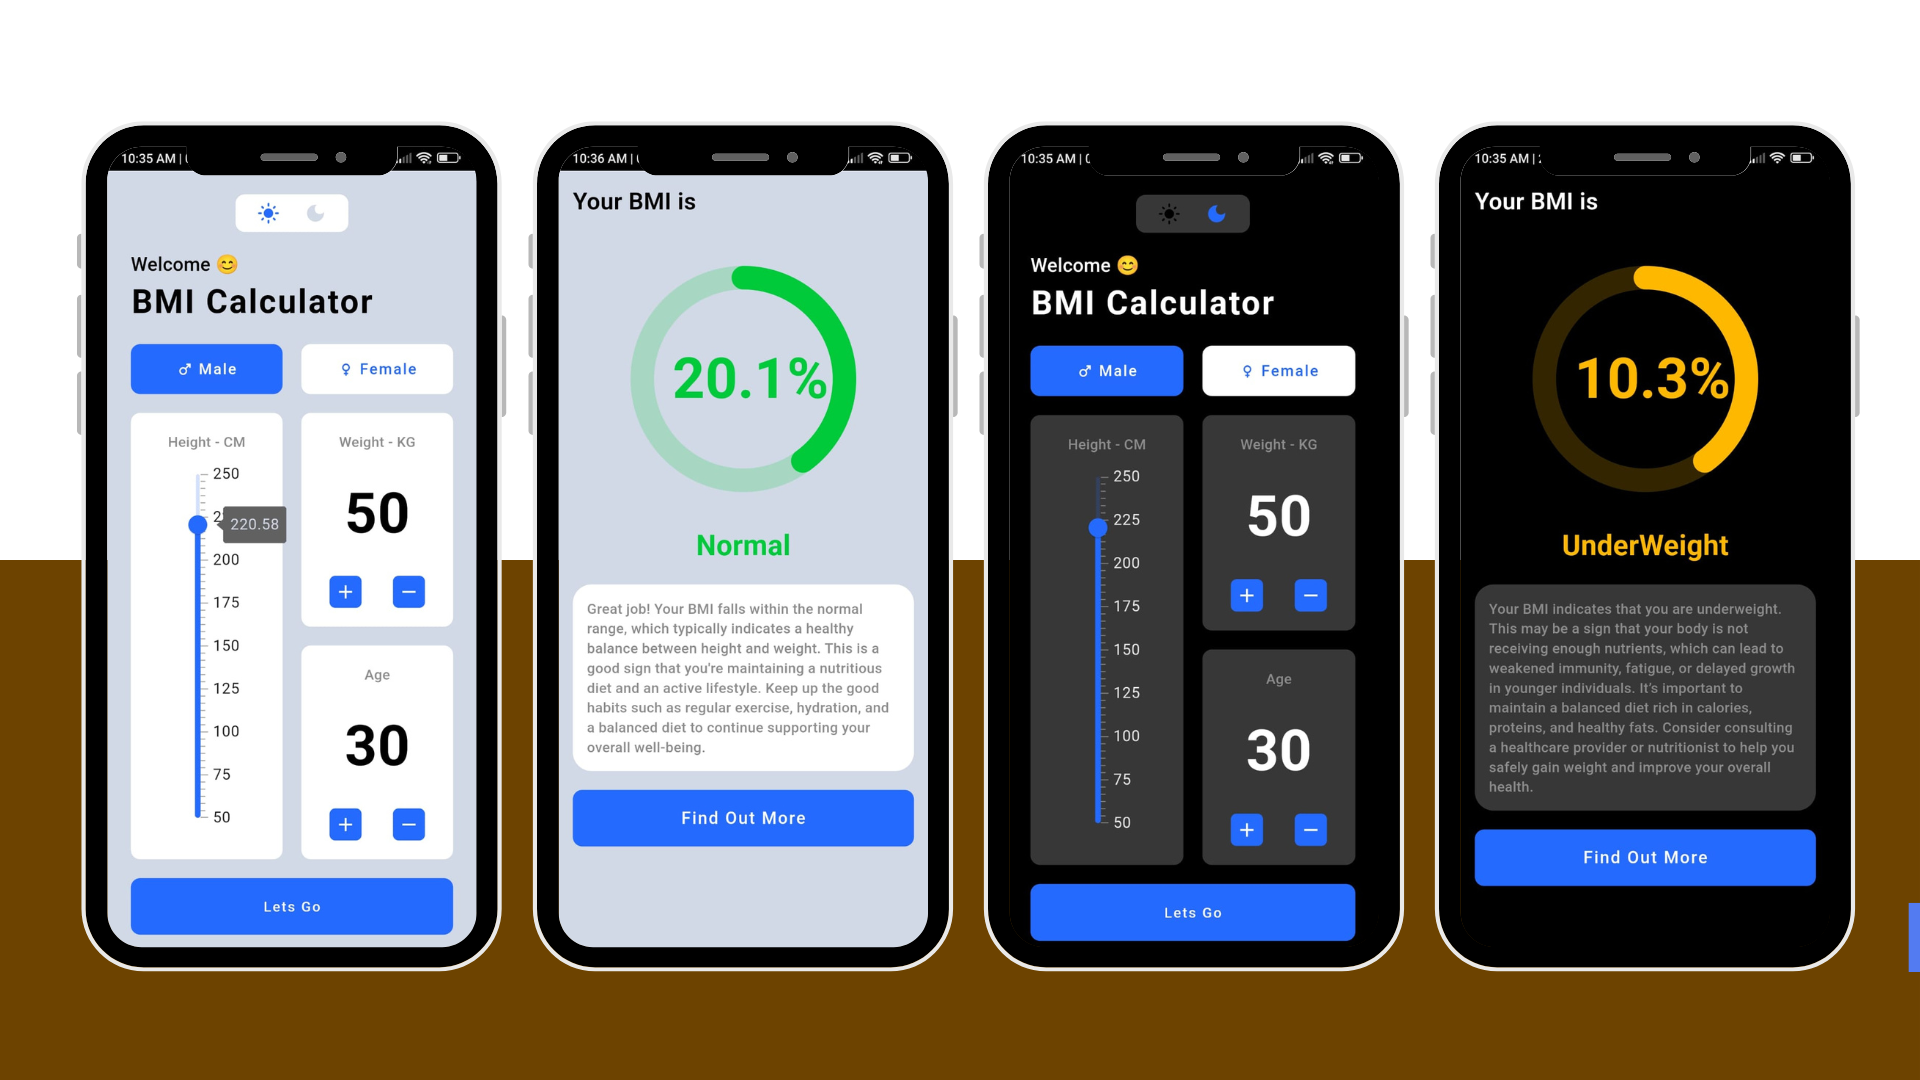 10:35 AM |
Welcome 😊
BMI Calculator
♂ Male
♀ Female
Height - CM
250
220.58
200
175
150
125
100
75
50
Weight - KG
50
+ −
Age
30
+ −
Lets Go
10:36 AM |
Your BMI is
20.1%
Normal
Great job! Your BMI falls within the normal
range, which typically indicates a healthy
balance between height and weight. This is a
good sign that you're maintaining a nutritious
diet and an active lifestyle. Keep up the good
habits such as regular exercise, hydration, and
a balanced diet to continue supporting your
overall well-being.
Find Out More
10:35 AM |
Welcome 😊
BMI Calculator
♂ Male
♀ Female
Height - CM
250
225
200
175
150
125
100
75
50
Weight - KG
50
+ −
Age
30
+ −
Lets Go
10:35 AM |
Your BMI is
10.3%
UnderWeight
Your BMI indicates that you are underweight.
This may be a sign that your body is not
receiving enough nutrients, which can lead to
weakened immunity, fatigue, or delayed growth
in younger individuals. It's important to
maintain a balanced diet rich in calories,
proteins, and healthy fats. Consider consulting
a healthcare provider or nutritionist to help you
safely gain weight and improve your overall
health.
Find Out More